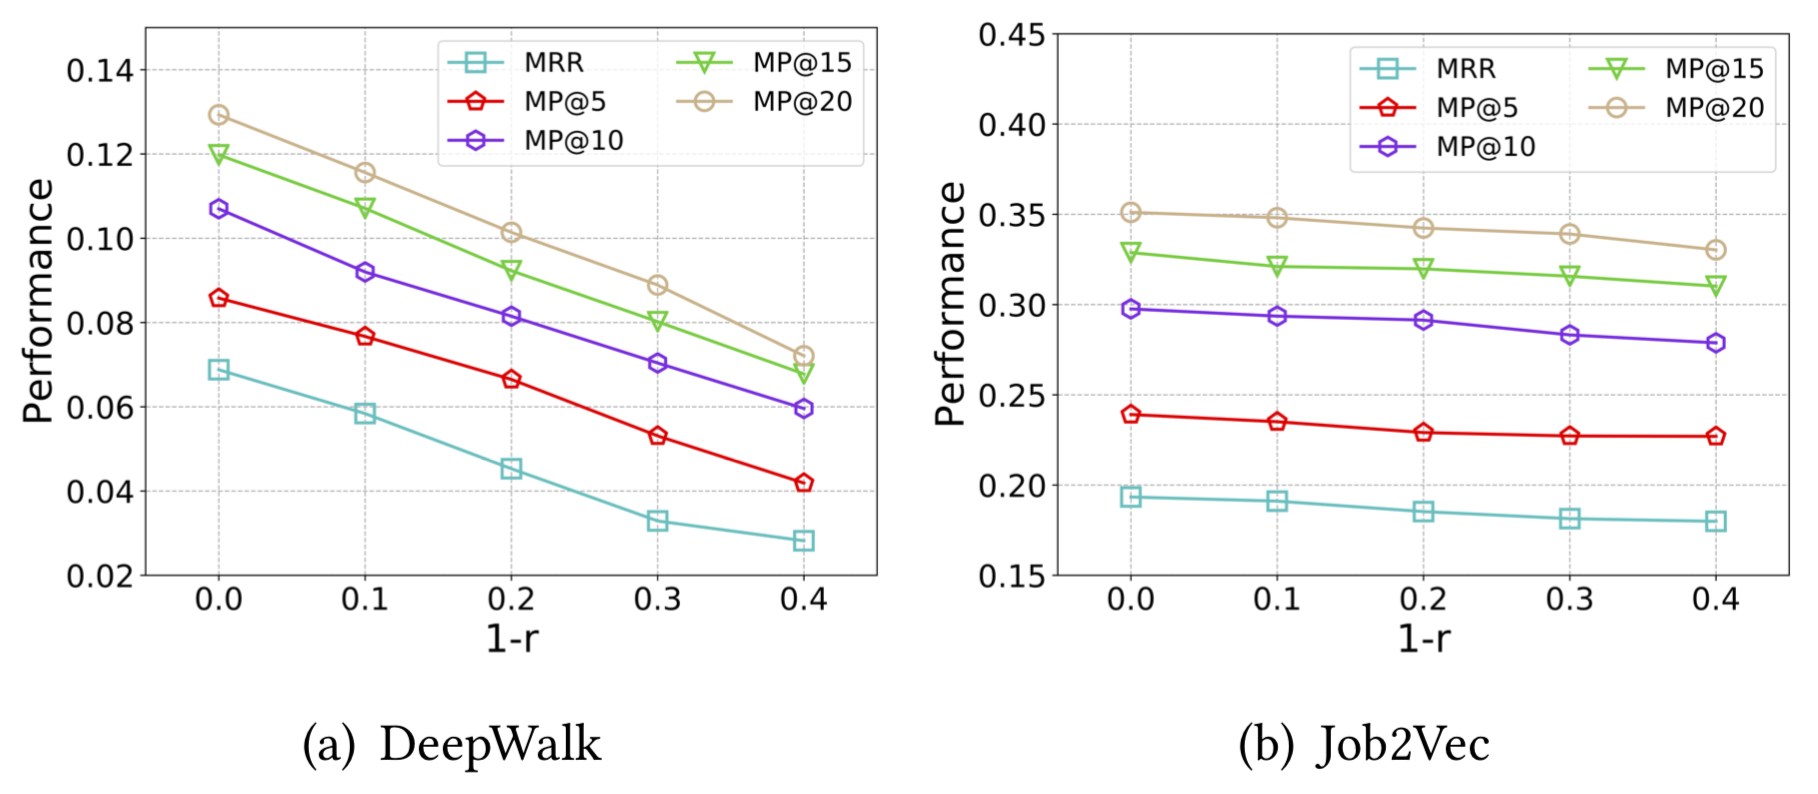 MRR
MP@5
MP@10
MP@15
MP@20
0.14
0.12
0.10
0.08
0.06
0.04
0.02
Performance
0.0 0.1 0.2 0.3 0.4
1-r
(a) DeepWalk
MRR
MP@5
MP@10
MP@15
MP@20
0.45
0.40
0.35
0.30
0.25
0.20
0.15
Performance
0.0 0.1 0.2 0.3 0.4
1-r
(b) Job2Vec